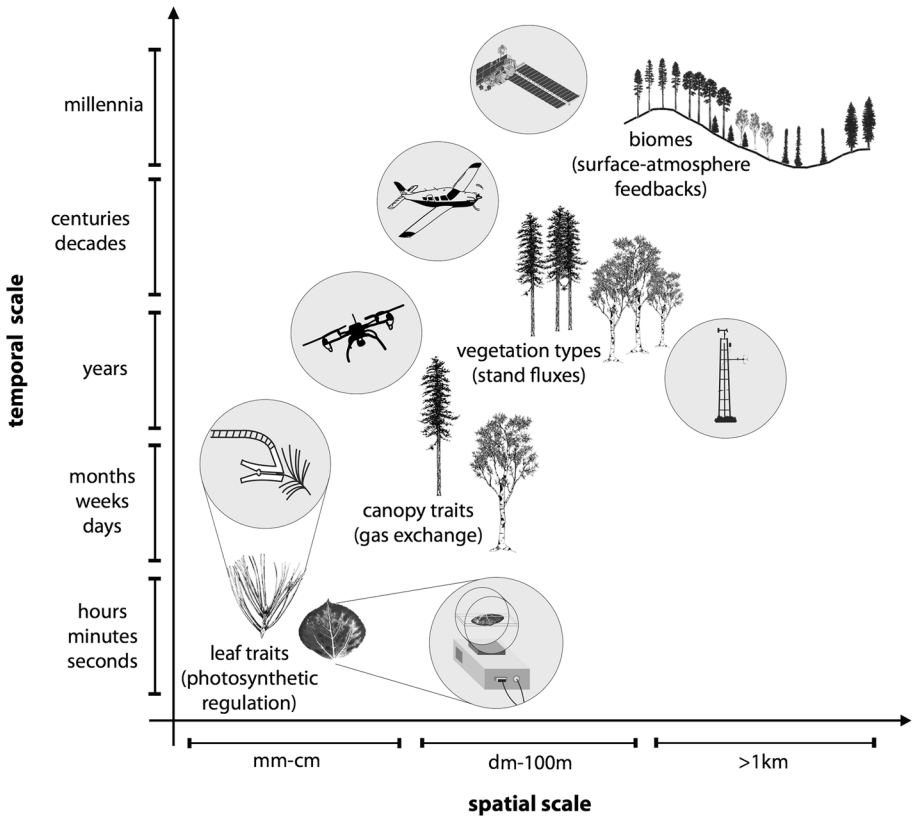 millennia
biomes
(surface-atmosphere
feedbacks)
centuries
decades
temporal scale
years
vegetation types
(stand fluxes)
months
weeks
days
canopy traits
(gas exchange)
hours
minutes
seconds
leaf traits
(photosynthetic
regulation)
mm-cm
dm-100m
>1km
spatial scale